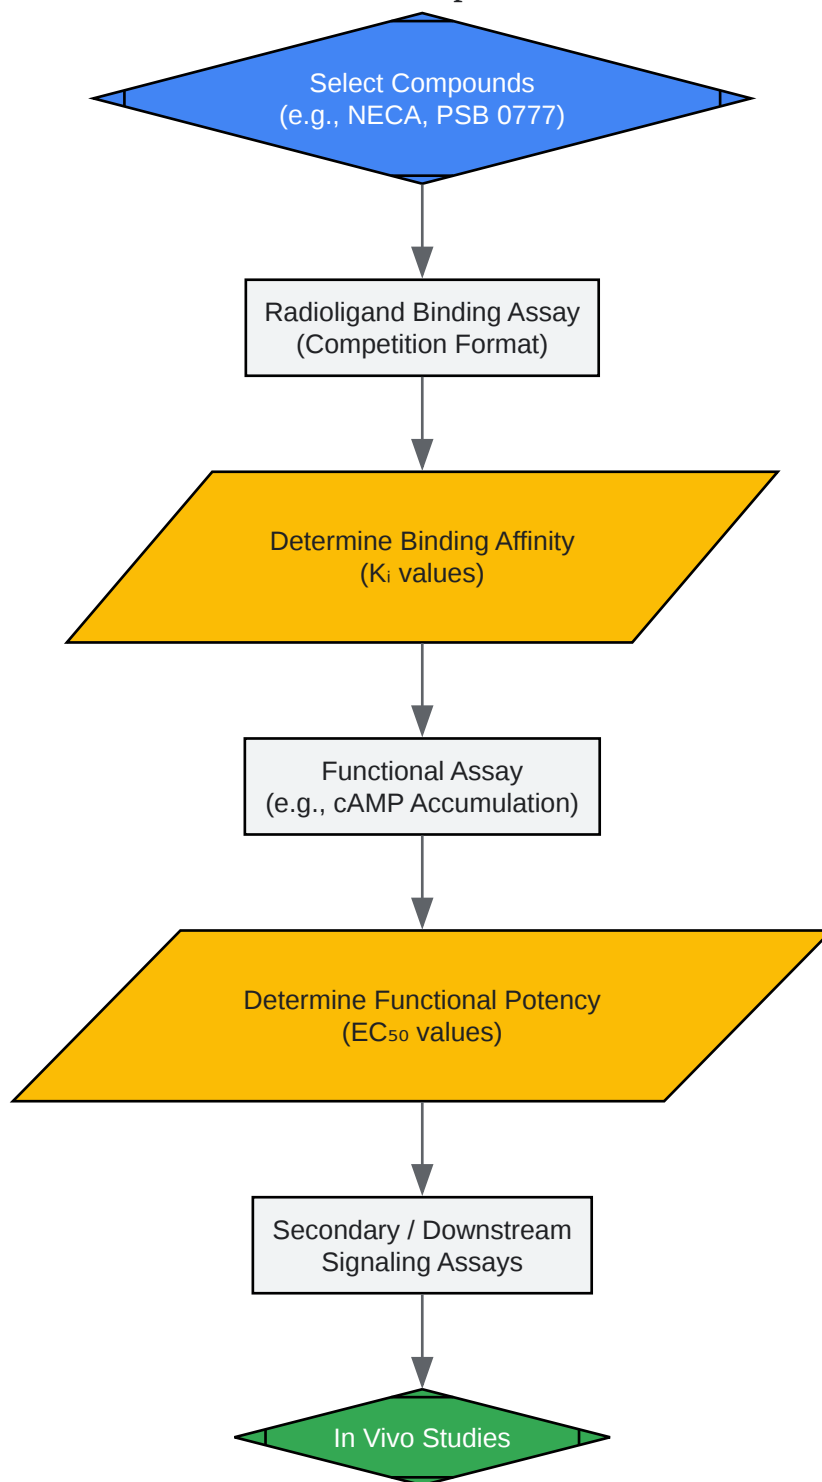 Select Compounds
(e.g., NECA, PSB 0777)
Radioligand Binding Assay
(Competition Format)
Determine Binding Affinity
(Kᵢ values)
Functional Assay
(e.g., cAMP Accumulation)
Determine Functional Potency
(EC₅₀ values)
Secondary / Downstream
Signaling Assays
In Vivo Studies